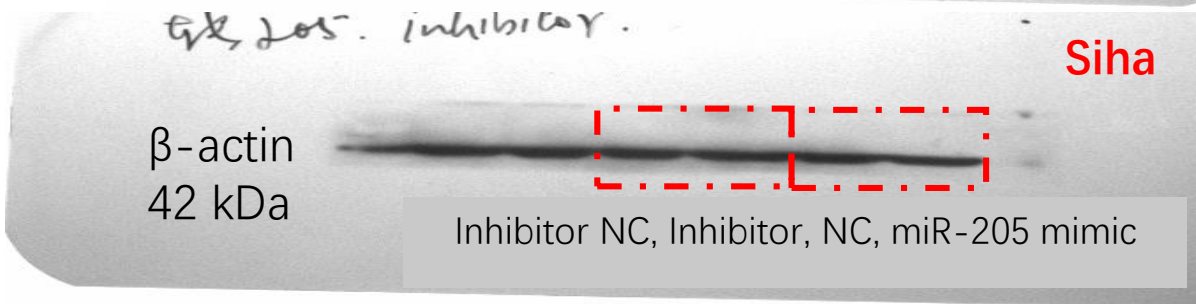 205. inhibitor.
Siha
β-actin
42 kDa
Inhibitor NC, Inhibitor, NC, miR-205 mimic